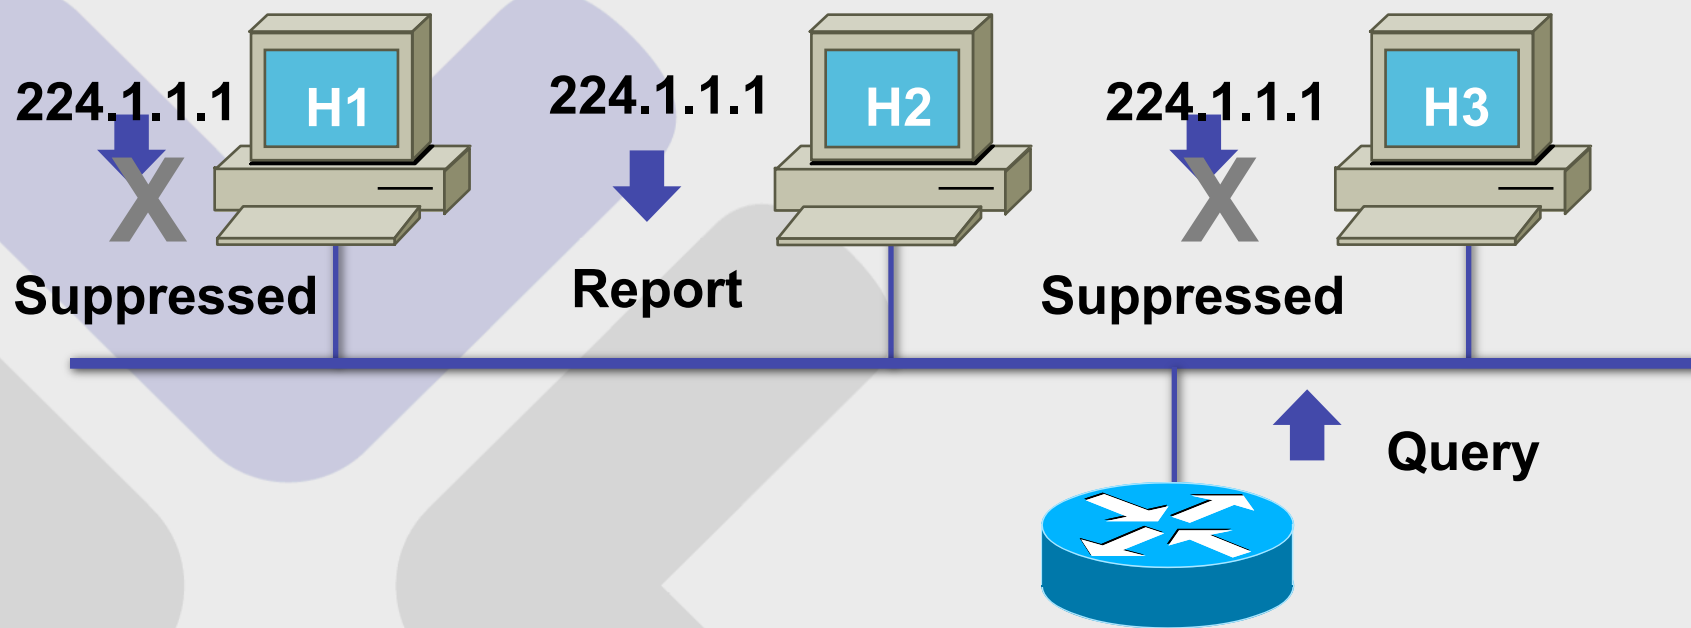 224.1.1.1
H1
224.1.1.1
H2
224.1.1.1
H3
X
X
Suppressed
Report
Suppressed
Query